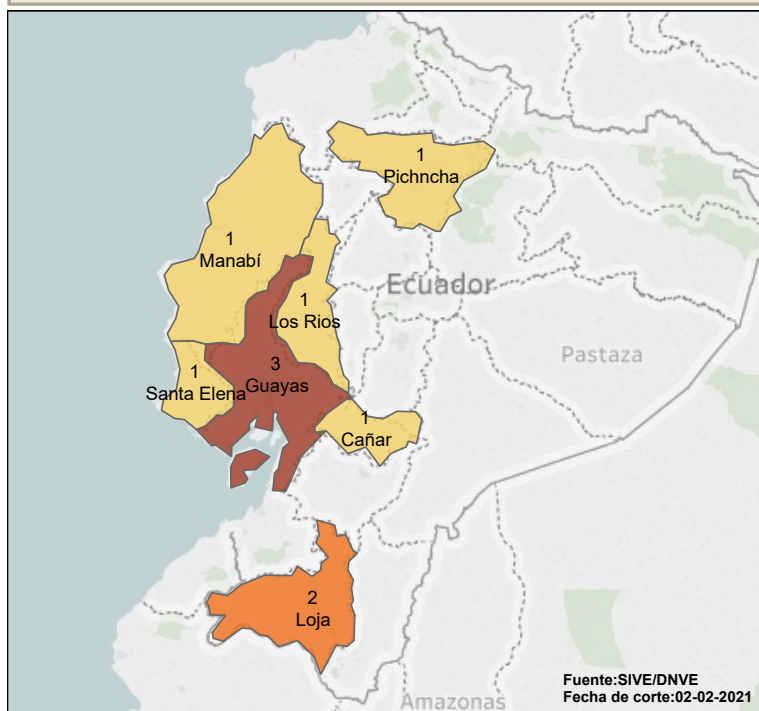 1
Pichncha
1
Manabí
Ecuador
1
Los Rios
Pastaza
3
Guayas
1
Santa Elena
1
Cañar
2
Loja
Fuente:SIVE/DNVE
Fecha de corte:02-02-2021
Amazonas